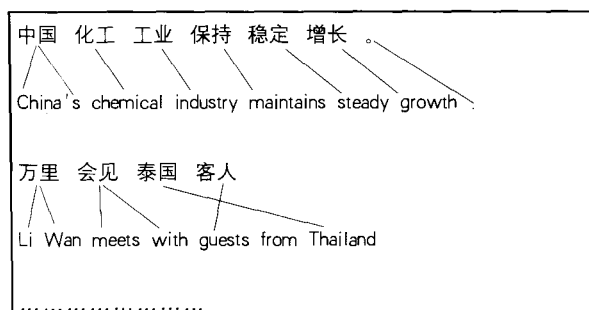 中国 化工 工业 保持 稳定 增长 。
China's chemical industry maintains steady growth .
万里 会见 泰国 客人
Li Wan meets with guests from Thailand
………………………